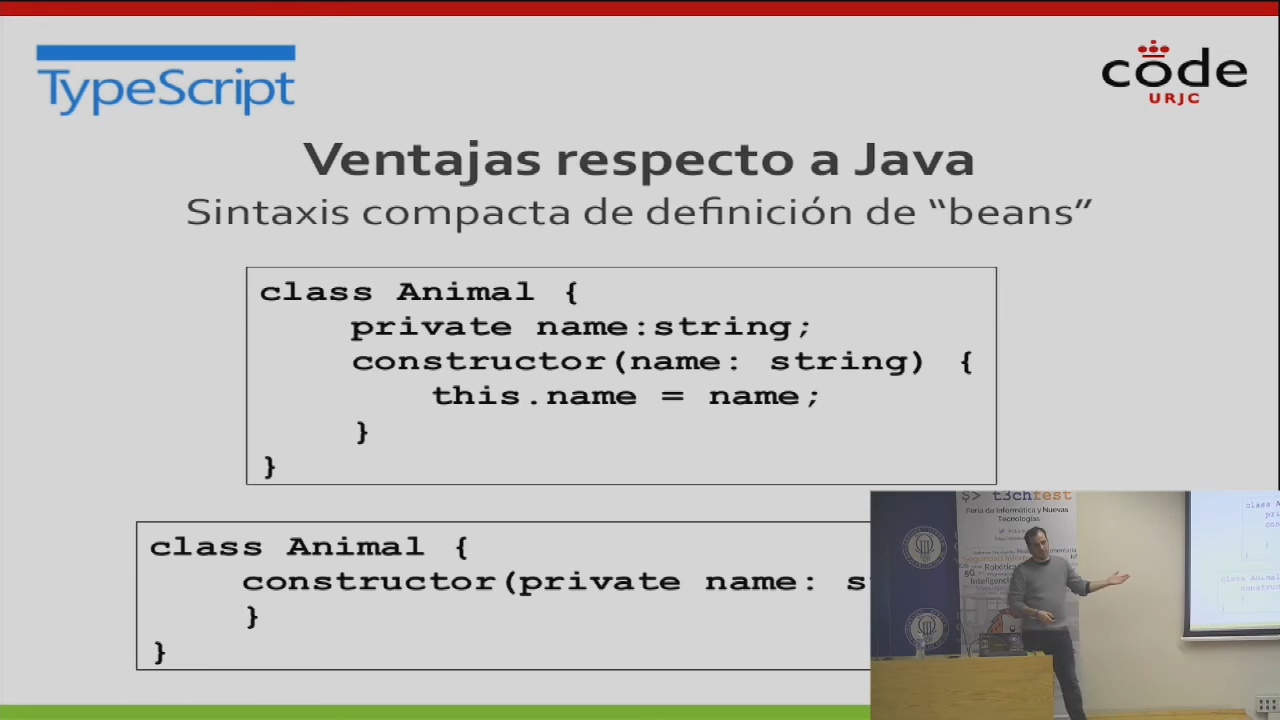 TypeScript
code
URJC
Ventajas respecto a Java
Sintaxis compacta de definición de “beans”
class Animal {
private name:string;
constructor(name: string) {
this.name = name;
}
}
class Animal {
constructor(private name:
}
}
$> t3chtest
Feria de Informática y Nuevas
Tecnologías